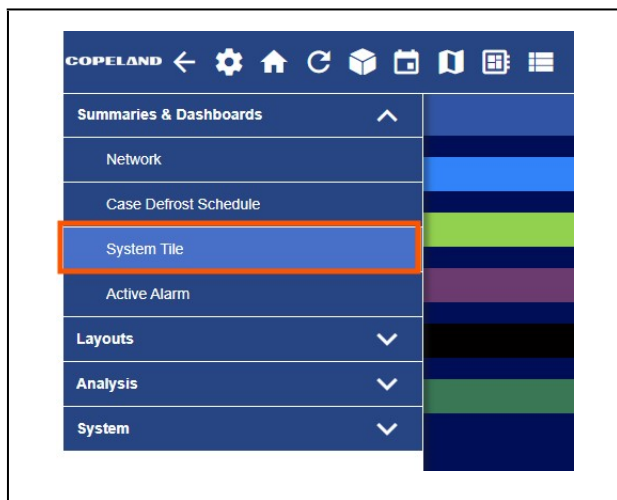 COPELAND
Summaries & Dashboards
Network
Case Defrost Schedule
System Tile
Active Alarm
Layouts
Analysis
System